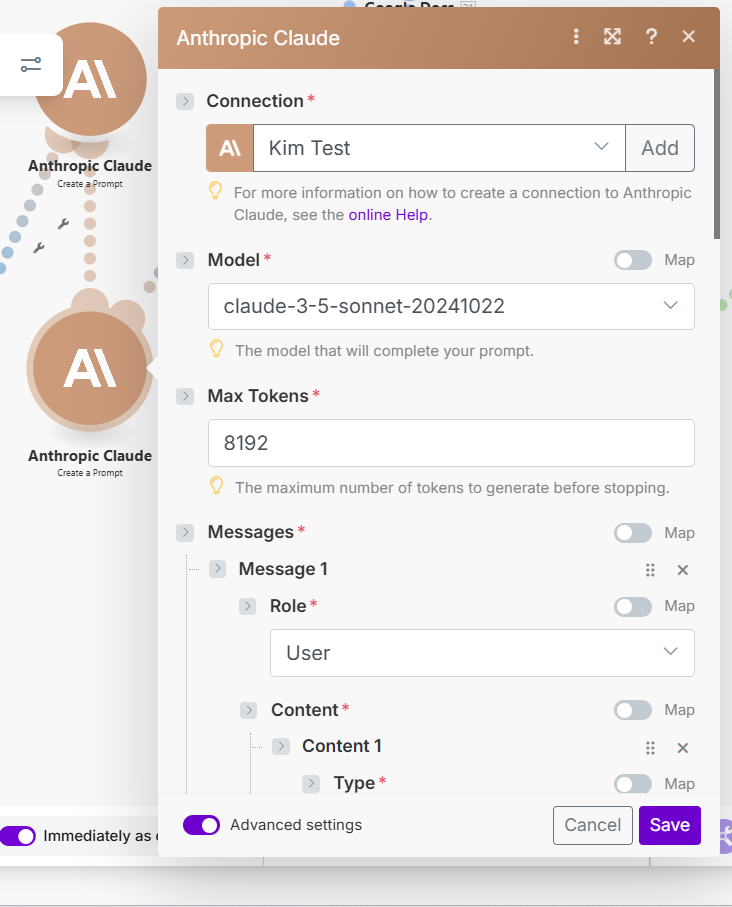 Anthropic Claude
Connection *
Kim Test
Add
For more information on how to create a connection to Anthropic
Claude, see the online Help.
Model *
Map
claude-3-5-sonnet-20241022
The model that will complete your prompt.
Max Tokens *
8192
The maximum number of tokens to generate before stopping.
Messages *
Map
Message 1
Role *
Map
User
Content *
Map
Content 1
Type *
Map
Advanced settings
Cancel
Save
Google Docs
Anthropic Claude
Create a Prompt
Anthropic Claude
Create a Prompt
Immediately as